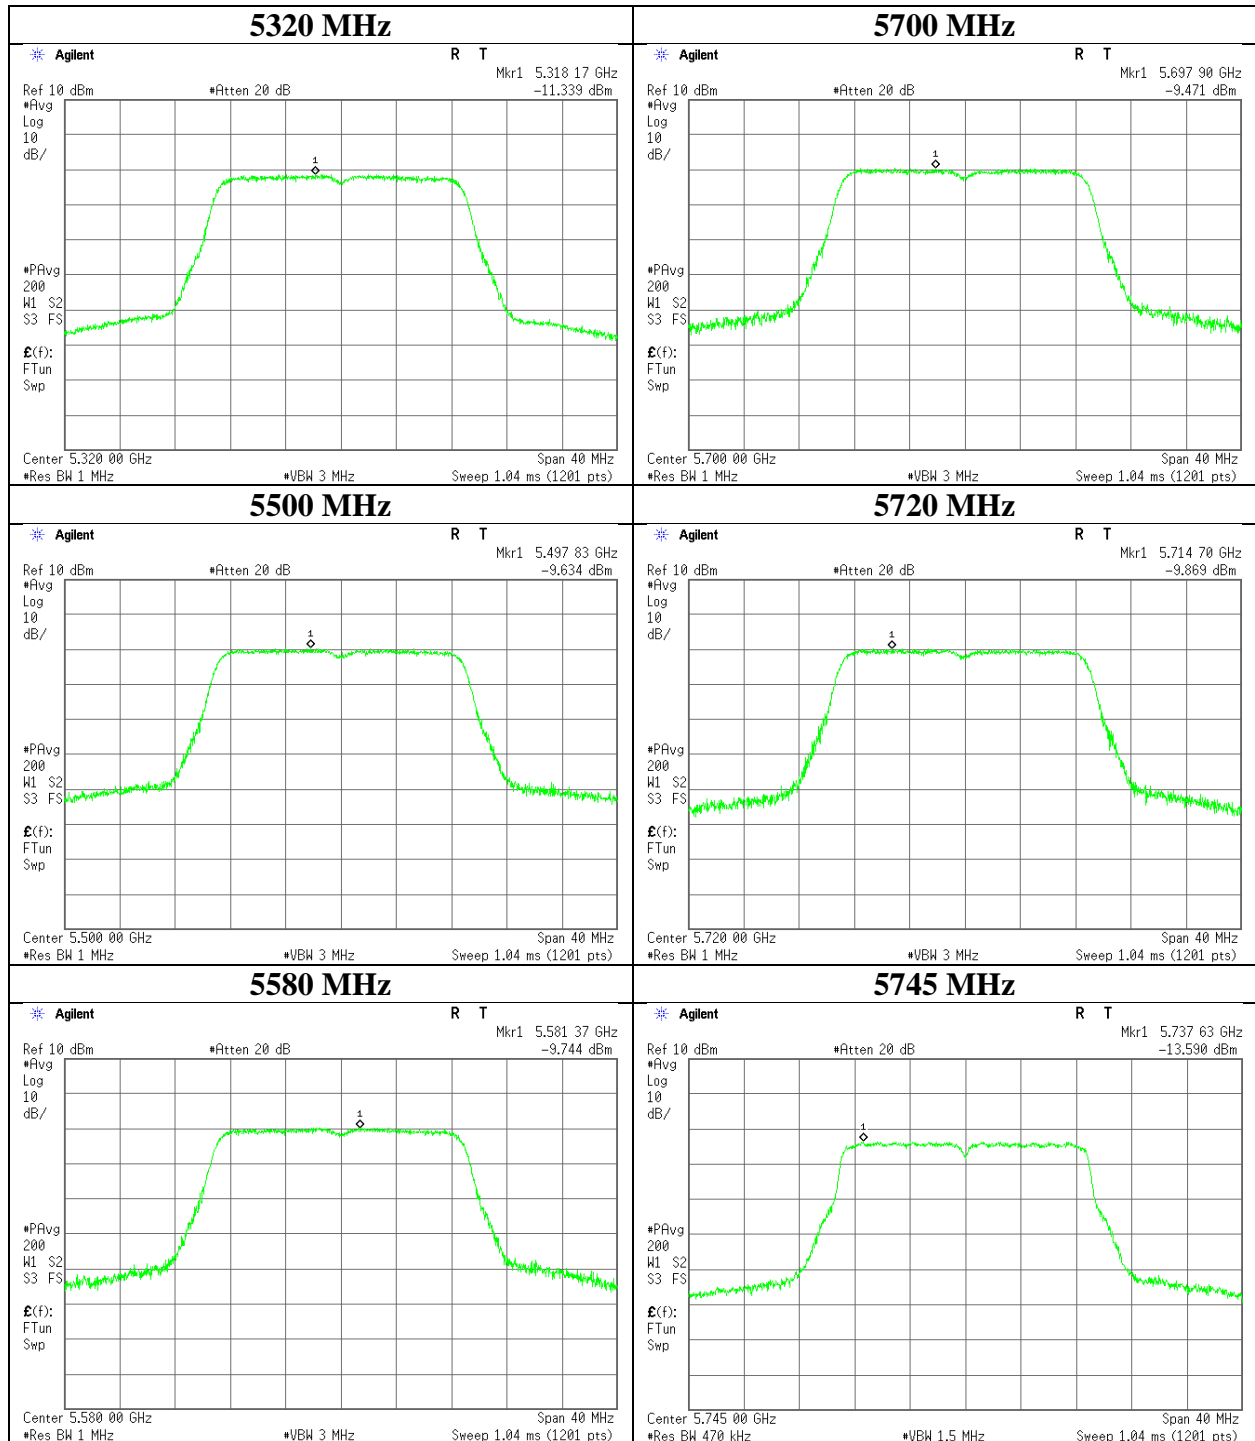 5320 MHz
Agilent R T
Mkr1 5.318 17 GHz
Ref 10 dBm #Atten 20 dB -11.339 dBm
#Avg
Log
10
dB/
1
#PAvg
200
W1 S2
S3 FS
£(f):
FTun
Swp
Center 5.320 00 GHz Span 40 MHz
#Res BW 1 MHz #VBW 3 MHz Sweep 1.04 ms (1201 pts)
5700 MHz
Agilent R T
Mkr1 5.697 90 GHz
Ref 10 dBm #Atten 20 dB -9.471 dBm
#Avg
Log
10
dB/
1
#PAvg
200
W1 S2
S3 FS
£(f):
FTun
Swp
Center 5.700 00 GHz Span 40 MHz
#Res BW 1 MHz #VBW 3 MHz Sweep 1.04 ms (1201 pts)
5500 MHz
Agilent R T
Mkr1 5.497 83 GHz
Ref 10 dBm #Atten 20 dB -9.634 dBm
#Avg
Log
10
dB/
1
#PAvg
200
W1 S2
S3 FS
£(f):
FTun
Swp
Center 5.500 00 GHz Span 40 MHz
#Res BW 1 MHz #VBW 3 MHz Sweep 1.04 ms (1201 pts)
5720 MHz
Agilent R T
Mkr1 5.714 70 GHz
Ref 10 dBm #Atten 20 dB -9.869 dBm
#Avg
Log
10
dB/
1
#PAvg
200
W1 S2
S3 FS
£(f):
FTun
Swp
Center 5.720 00 GHz Span 40 MHz
#Res BW 1 MHz #VBW 3 MHz Sweep 1.04 ms (1201 pts)
5580 MHz
Agilent R T
Mkr1 5.581 37 GHz
Ref 10 dBm #Atten 20 dB -9.744 dBm
#Avg
Log
10
dB/
1
#PAvg
200
W1 S2
S3 FS
£(f):
FTun
Swp
Center 5.580 00 GHz Span 40 MHz
#Res BW 1 MHz #VBW 3 MHz Sweep 1.04 ms (1201 pts)
5745 MHz
Agilent R T
Mkr1 5.737 63 GHz
Ref 10 dBm #Atten 20 dB -13.590 dBm
#Avg
Log
10
dB/
1
#PAvg
200
W1 S2
S3 FS
£(f):
FTun
Swp
Center 5.745 00 GHz Span 40 MHz
#Res BW 470 kHz #VBW 1.5 MHz Sweep 1.04 ms (1201 pts)